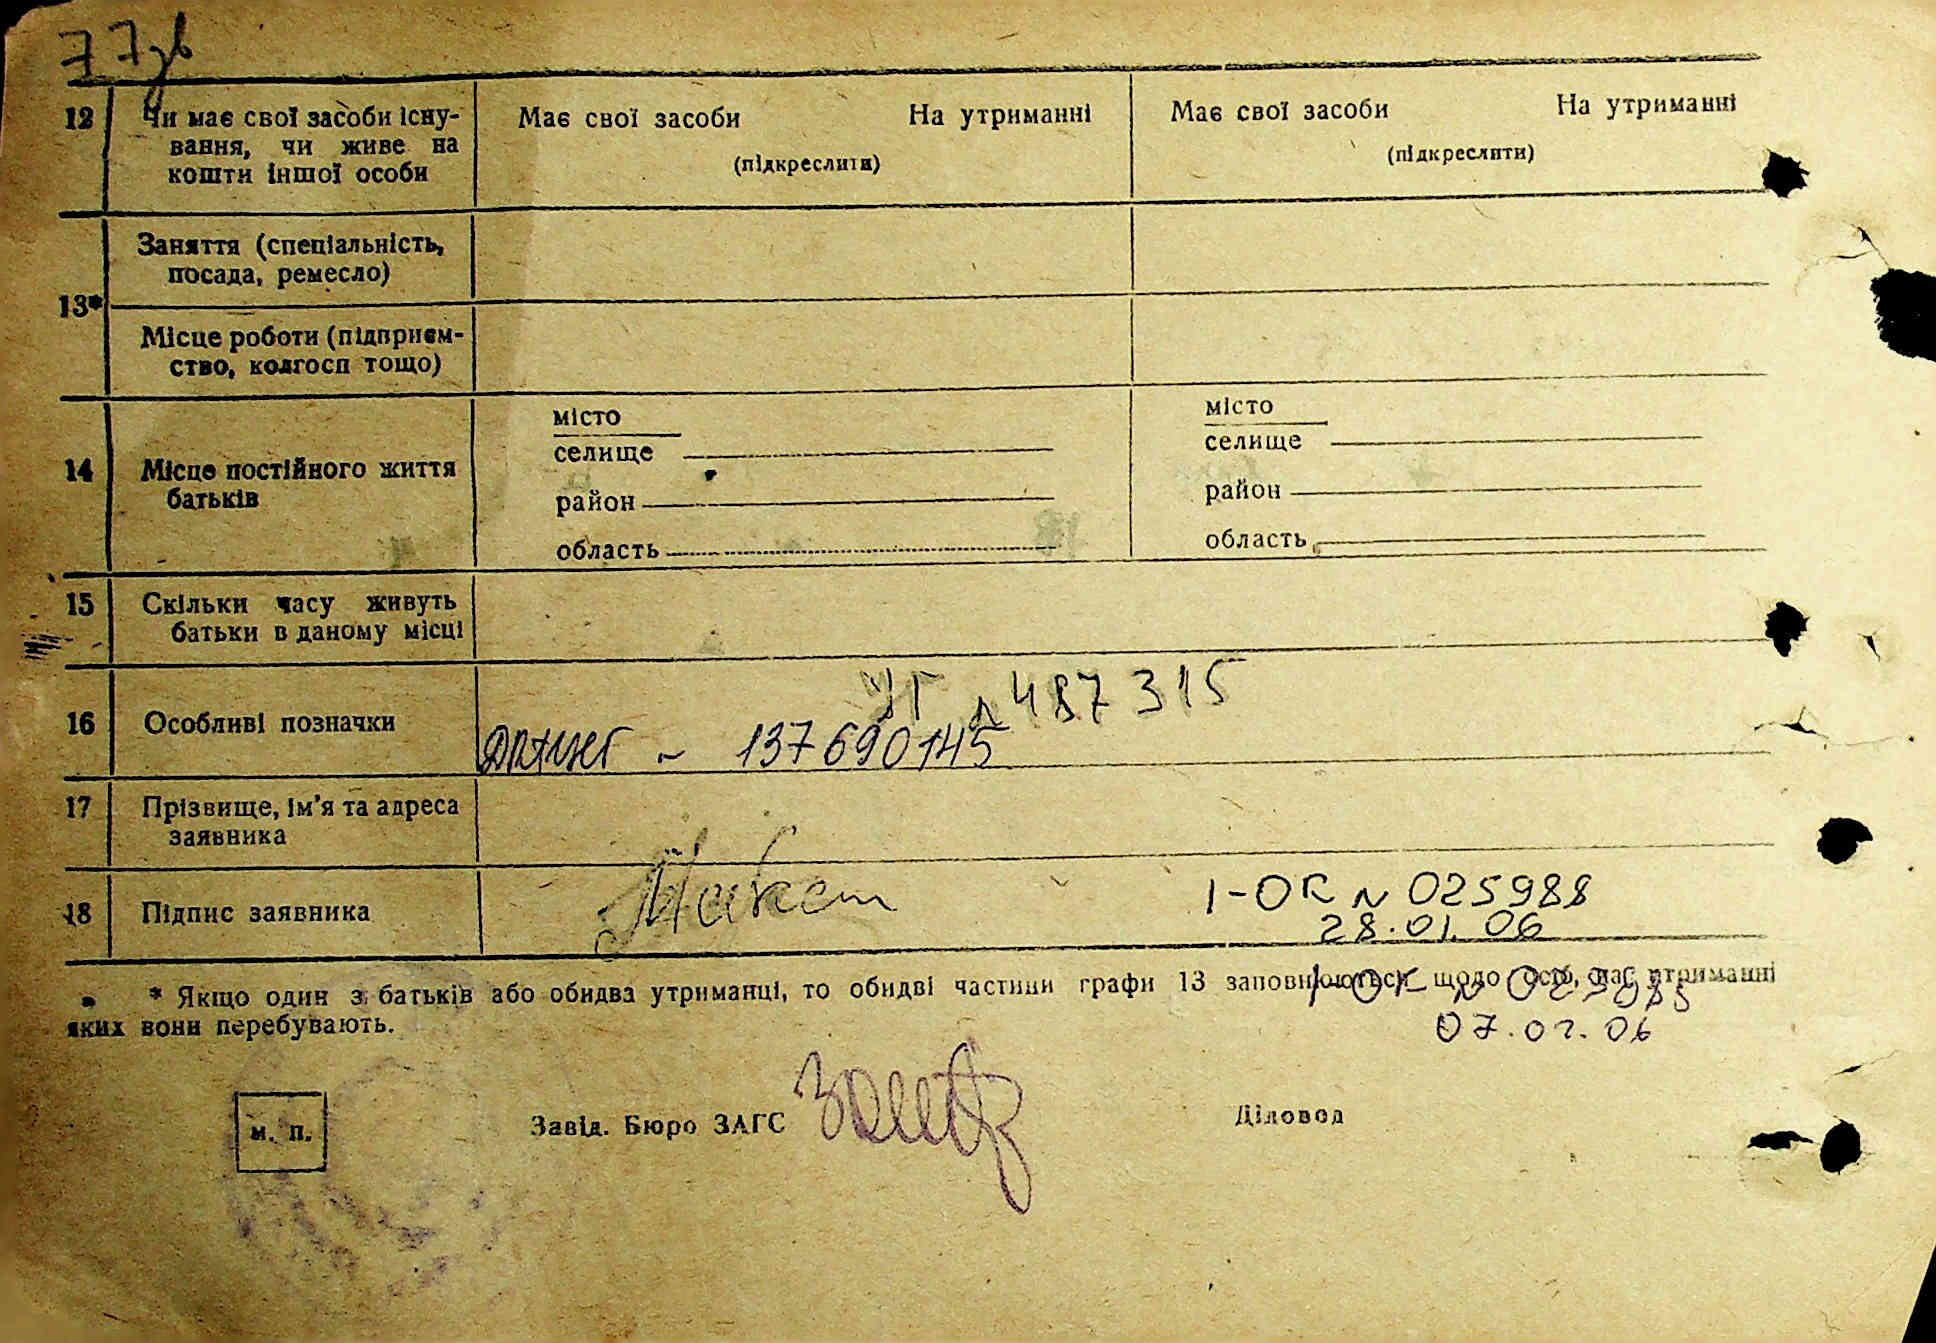 77зв
12 Чи має свої засоби існу- Має свої засоби На утриманні Має свої засоби На утриманні
вання, чи живе на (підкреслити) (підкреслити)
кошти іншої особи
Заняття (спеціальність,
посада, ремесло)
13*
Місце роботи (підприєм-
ство, колгосп тощо)
місто місто
селище селище
14 Місце постійного життя
батьків
район район
область область
15 Скільки часу живуть
батьки в даному місці
УГ 487315
16 Особливі позначки
137690145
17 Прізвище, ім'я та адреса
заявника
18 Підпис заявника I-ОК N 025988
28.01.06
* Якщо один з батьків або обидва утриманці, то обидві частини графи 13 заповнюються щодо осіб, на утриманні
яких вони перебувають.
07.02.06
м. п. Завід. Бюро ЗАГС Діловод